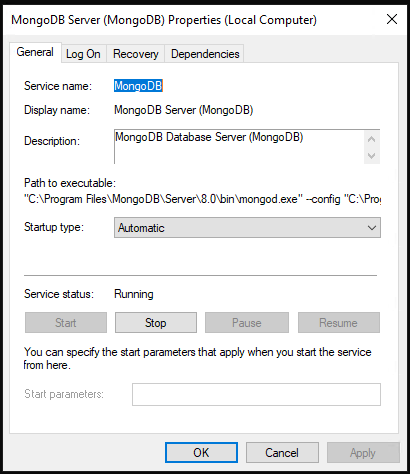 MongoDB Server (MongoDB) Properties (Local Computer)
General Log On Recovery Dependencies
Service name: MongoDB
Display name: MongoDB Server (MongoDB)
Description: MongoDB Database Server (MongoDB)
Path to executable:
"C:\Program Files\MongoDB\Server\8.0\bin\mongod.exe" --config "C:\Prog
Startup type: Automatic
Service status: Running
Start Stop Pause Resume
You can specify the start parameters that apply when you start the service
from here.
Start parameters:
OK Cancel Apply